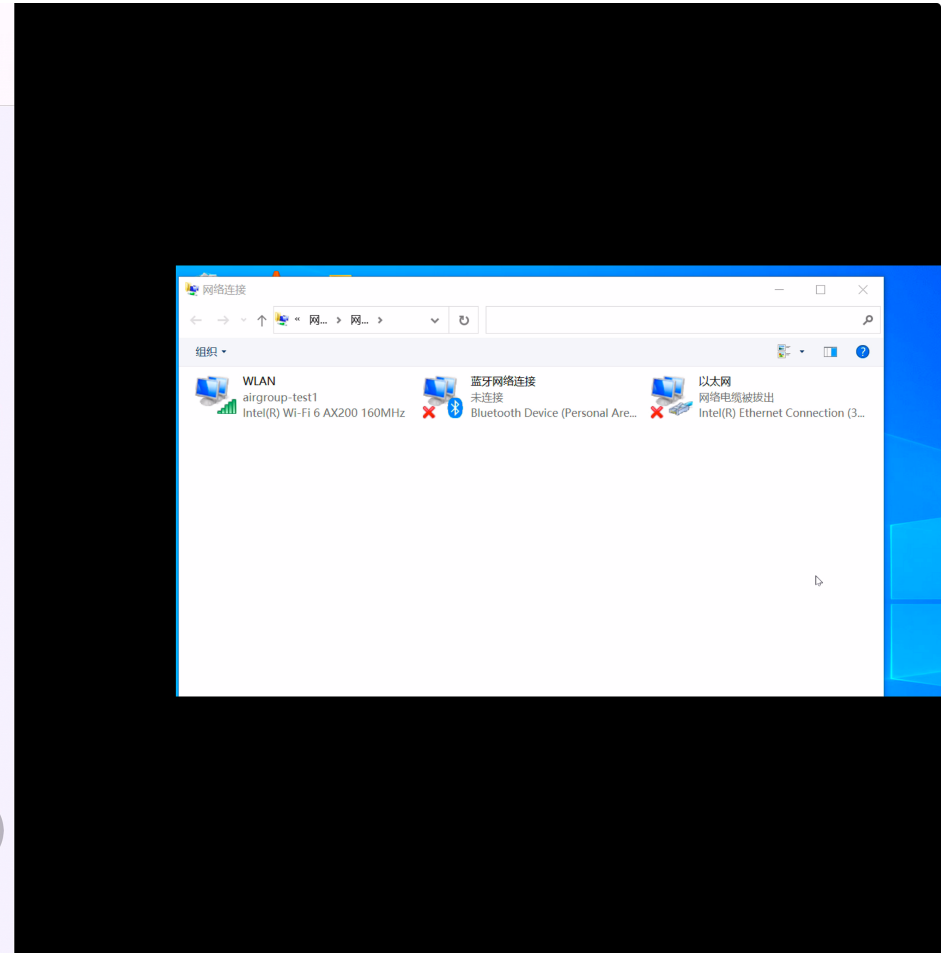 网络连接
« 网... › 网... ›
组织
WLAN
airgroup-test1
Intel(R) Wi-Fi 6 AX200 160MHz
蓝牙网络连接
未连接
Bluetooth Device (Personal Are...
以太网
网络电缆被拔出
Intel(R) Ethernet Connection (3...